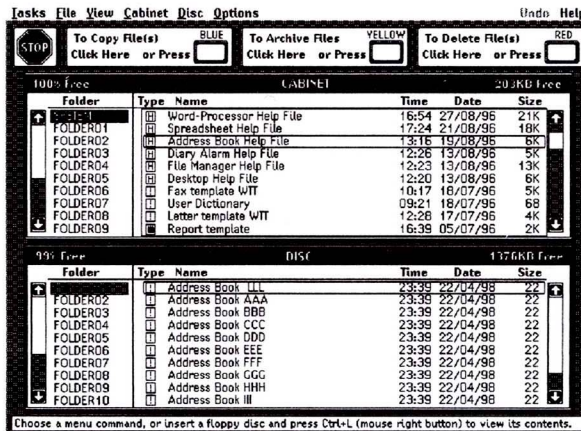 Tasks File View Cabinet Disc Options Undo Help
STOP
To Copy File(s) BLUE
Click Here or Press
To Archive Files YELLOW
Click Here or Press
To Delete File(s) RED
Click Here or Press
100% Free CABINET 203KB Free
Folder Type Name Time Date Size
H Word-Processor Help File 16:54 27/08/96 21K
FOLDER01 H Spreadsheet Help File 17:24 21/08/96 18K
FOLDER02 H Address Book Help File 13:16 19/08/96 6K
FOLDER03 H Diary Alarm Help File 12:26 13/08/96 5K
FOLDER04 H File Manager Help File 12:23 13/08/96 13K
FOLDER05 H Desktop Help File 12:20 13/08/96 6K
FOLDER06 Fax template WTT 10:17 18/07/96 5K
FOLDER07 User Dictionary 09:21 18/07/96 68
FOLDER08 Letter template WTT 12:28 17/07/96 4K
FOLDER09 Report template 16:39 05/07/96 2K
99% Free DISC 1376KB Free
Folder Type Name Time Date Size
! Address Book LLL 23:39 22/04/98 22
FOLDER02 ! Address Book AAA 23:39 22/04/98 22
FOLDER03 ! Address Book BBB 23:39 22/04/98 22
FOLDER04 ! Address Book CCC 23:39 22/04/98 22
FOLDER05 ! Address Book DDD 23:39 22/04/98 22
FOLDER06 ! Address Book EEE 23:39 22/04/98 22
FOLDER07 ! Address Book FFF 23:39 22/04/98 22
FOLDER08 ! Address Book GGG 23:39 22/04/98 22
FOLDER09 ! Address Book HHH 23:39 22/04/98 22
FOLDER10 ! Address Book III 23:39 22/04/98 22
Choose a menu command, or insert a floppy disc and press Ctrl+L (mouse right button) to view its contents.